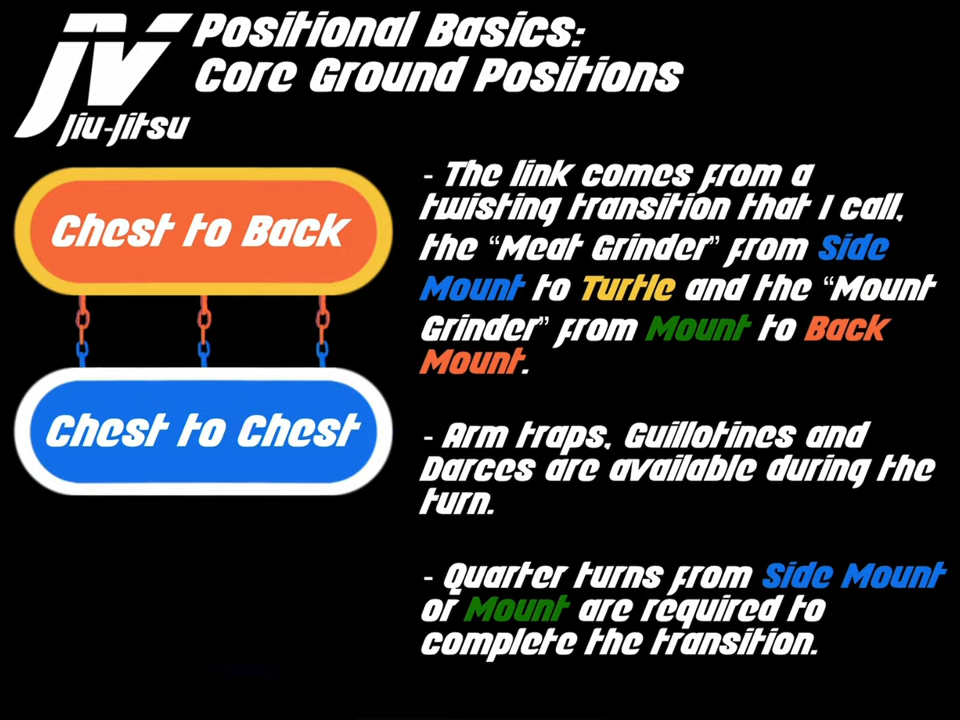 JV
Jiu-Jitsu
Positional Basics:
Core Ground Positions
Chest to Back
Chest to Chest
- The link comes from a
twisting transition that I call,
the “Meat Grinder” from Side
Mount to Turtle and the “Mount
Grinder” from Mount to Back
Mount.
- Arm traps, Guillotines and
Darces are available during the
turn.
- Quarter turns from Side Mount
or Mount are required to
complete the transition.